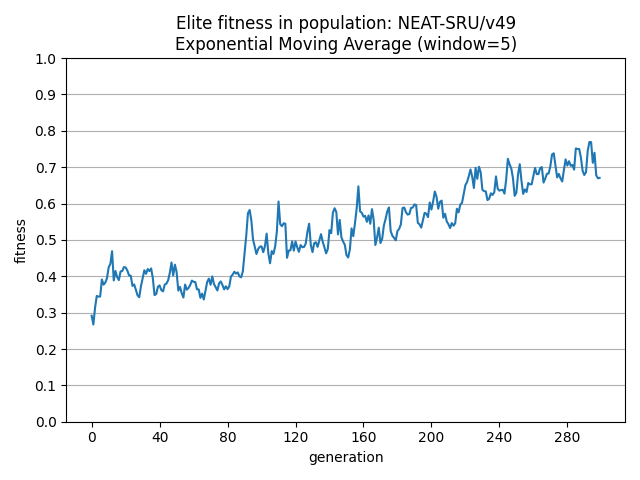 Elite fitness in population: NEAT-SRU/v49
Exponential Moving Average (window=5)
1.0
0.9
0.8
0.7
0.6
0.5
0.4
0.3
0.2
0.1
0.0
fitness
0 40 80 120 160 200 240 280
generation